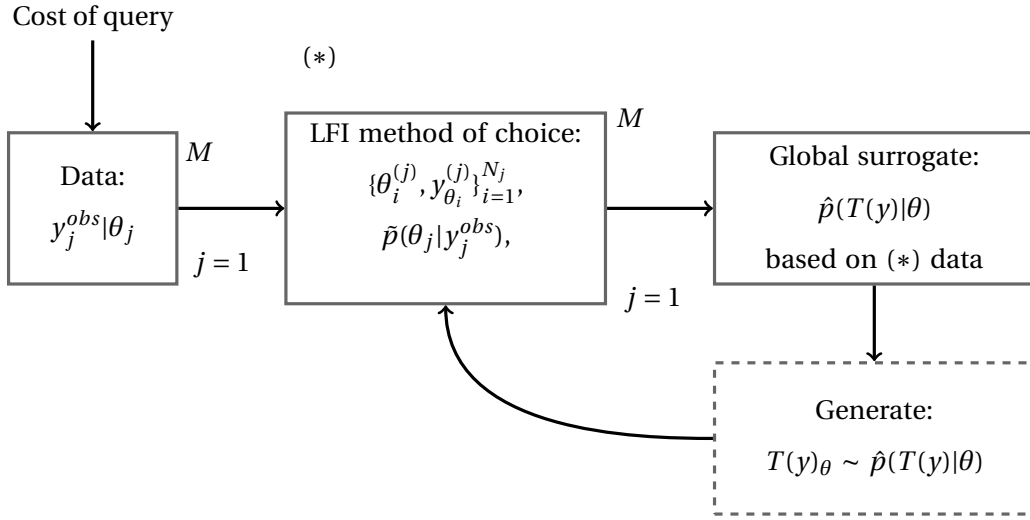 Cost of query
(∗)
Data:
y_j^{obs}|θ_j
M
j = 1
LFI method of choice:
{θ_i^{(j)}, y_{θ_i}^{(j)}}_{i=1}^{N_j},
p̃(θ_j|y_j^{obs}),
M
j = 1
Global surrogate:
p̂(T(y)|θ)
based on (∗) data
Generate:
T(y)_θ ∼ p̂(T(y)|θ)